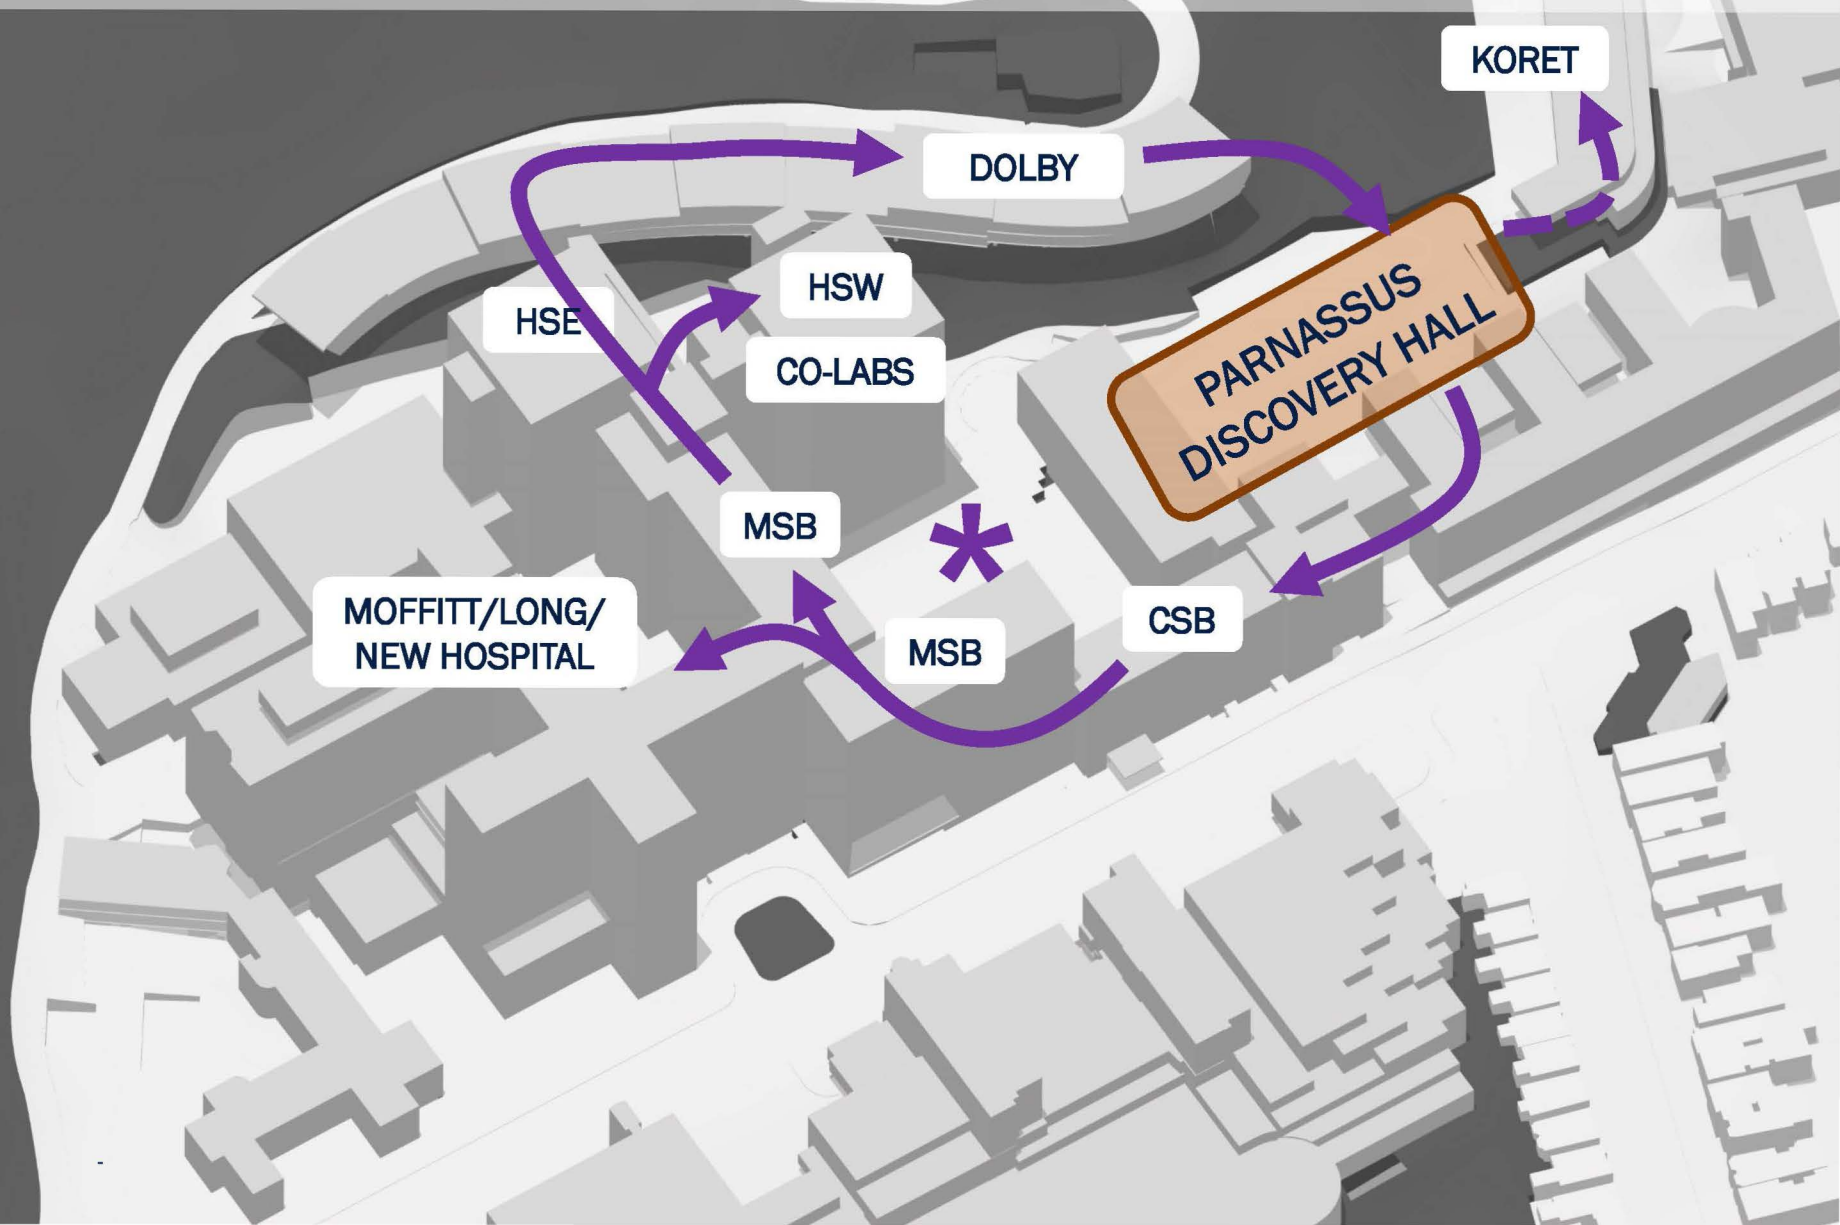 KORET
DOLBY
HSW
HSE
PARNASSUS
DISCOVERY HALL
CO-LABS
MSB
*
MOFFITT/LONG/
NEW HOSPITAL
CSB
MSB
-